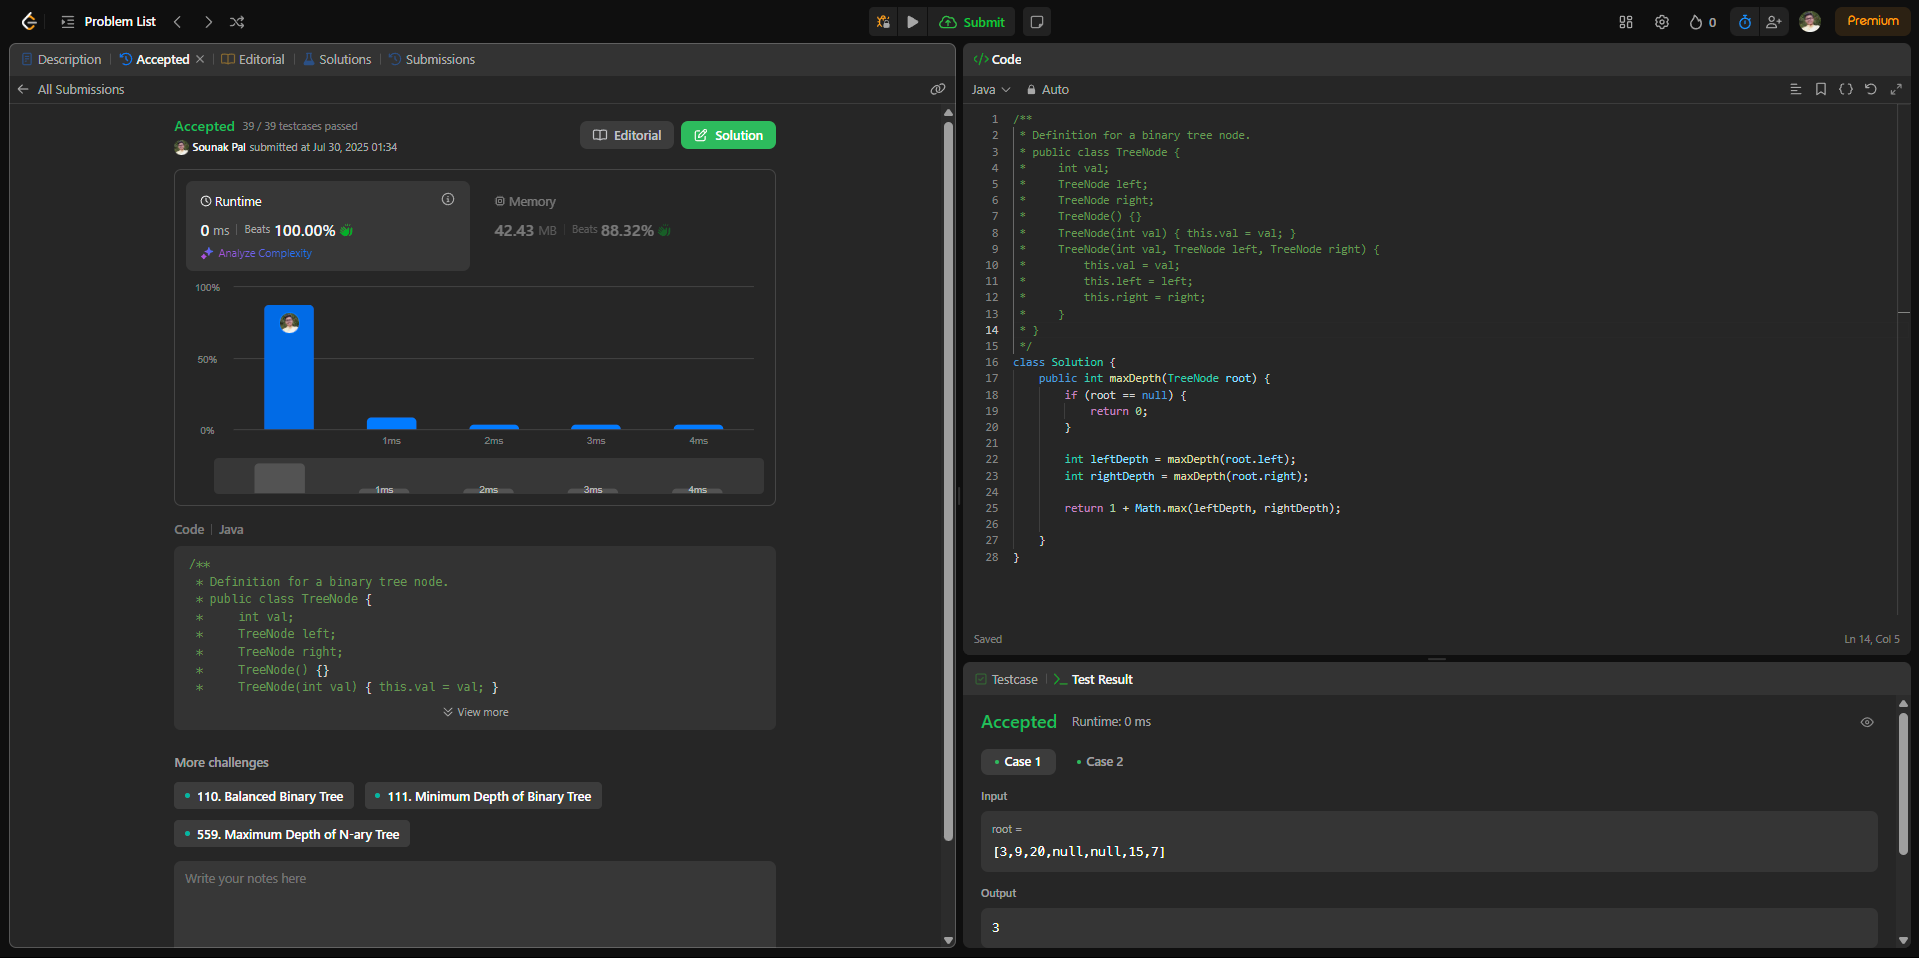 Problem List
Submit
0
Premium
Description
Accepted
Editorial
Solutions
Submissions
All Submissions
Accepted 39 / 39 testcases passed
Sounak Pal submitted at Jul 30, 2025 01:34
Editorial
Solution
Runtime
0 ms | Beats 100.00%
Analyze Complexity
Memory
42.43 MB | Beats 88.32%
100%
50%
0%
1ms 2ms 3ms 4ms
1ms 2ms 3ms 4ms
Code | Java
/**
* Definition for a binary tree node.
* public class TreeNode {
*     int val;
*     TreeNode left;
*     TreeNode right;
*     TreeNode() {}
*     TreeNode(int val) { this.val = val; }
View more
More challenges
110. Balanced Binary Tree
111. Minimum Depth of Binary Tree
559. Maximum Depth of N-ary Tree
Write your notes here
</> Code
Java
Auto
1 /**
2  * Definition for a binary tree node.
3  * public class TreeNode {
4  *     int val;
5  *     TreeNode left;
6  *     TreeNode right;
7  *     TreeNode() {}
8  *     TreeNode(int val) { this.val = val; }
9  *     TreeNode(int val, TreeNode left, TreeNode right) {
10  *         this.val = val;
11  *         this.left = left;
12  *         this.right = right;
13  *     }
14  * }
15  */
16 class Solution {
17     public int maxDepth(TreeNode root) {
18         if (root == null) {
19             return 0;
20         }
21
22         int leftDepth = maxDepth(root.left);
23         int rightDepth = maxDepth(root.right);
24
25         return 1 + Math.max(leftDepth, rightDepth);
26
27     }
28 }
Saved
Ln 14, Col 5
Testcase
Test Result
Accepted Runtime: 0 ms
Case 1
Case 2
Input
root =
[3,9,20,null,null,15,7]
Output
3